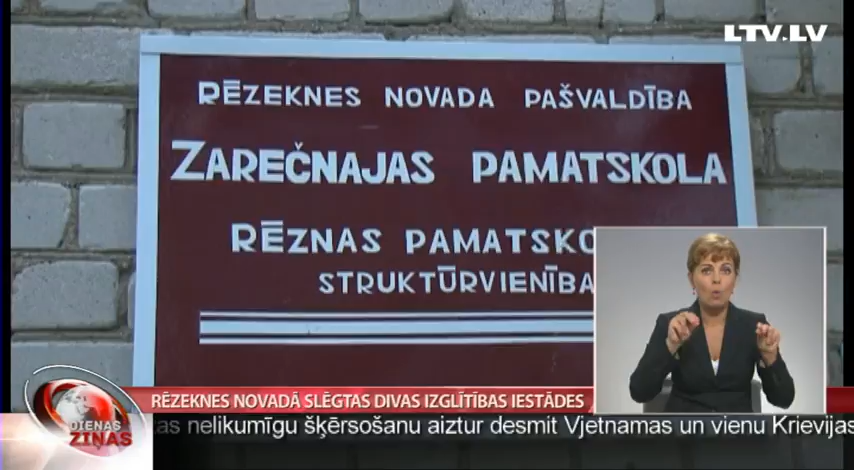 LTV.LV
RĒZEKNES NOVADA PAŠVALDĪBA
ZAREČNAJAS PAMATSKOLA
RĒZNAS PAMATSKO
STRUKTŪRVIENĪBA
RĒZEKNES NOVADĀ SLĒGTAS DIVAS IZGLĪTĪBAS IESTĀDES
DIENAS
ZIŅAS
tas nelikumīgu šķērsošanu aiztur desmit Vjetnamas un vienu Krievijas